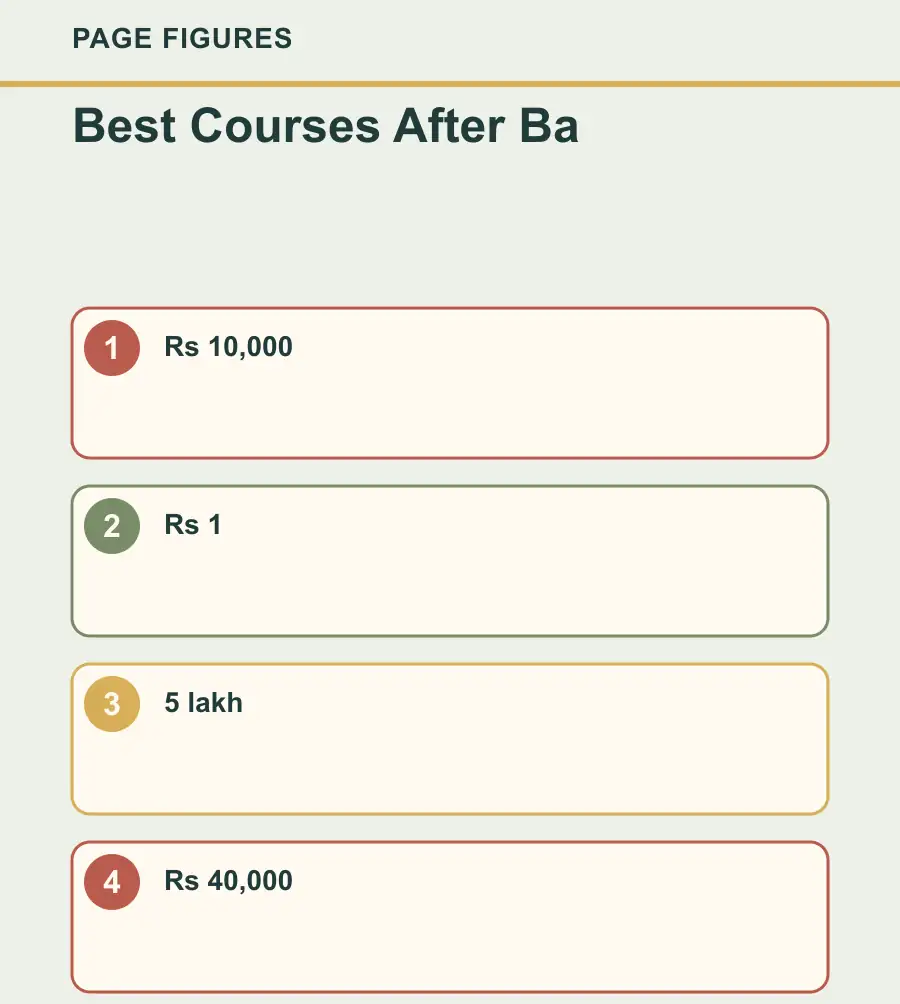 PAGE FIGURES
Best Courses After Ba
1 Rs 10,000
2 Rs 1
3 5 lakh
4 Rs 40,000